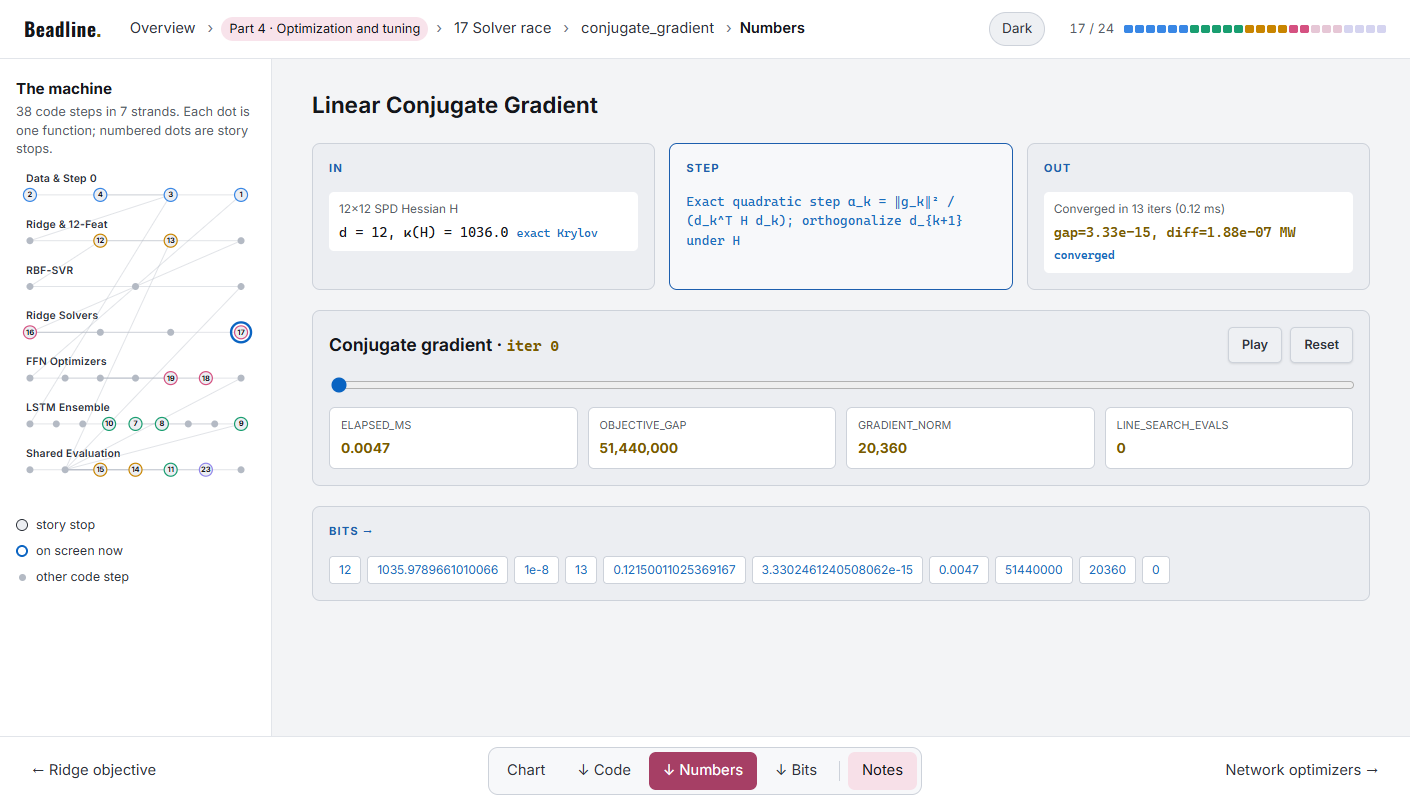 Beadline.
Overview › Part 4 · Optimization and tuning › 17 Solver race › conjugate_gradient › Numbers
Dark
17 / 24
The machine
38 code steps in 7 strands. Each dot is
one function; numbered dots are story
stops.
Data & Step 0
2 4 3 1
Ridge & 12-Feat
12 13
RBF-SVR
Ridge Solvers
16 17
FFN Optimizers
19 18
LSTM Ensemble
10 7 8 9
Shared Evaluation
15 14 11 23
story stop
on screen now
other code step
Linear Conjugate Gradient
IN
12×12 SPD Hessian H
d = 12, κ(H) = 1036.0 exact Krylov
STEP
Exact quadratic step α_k = ‖g_k‖² /
(d_k^T H d_k); orthogonalize d_{k+1}
under H
OUT
Converged in 13 iters (0.12 ms)
gap=3.33e−15, diff=1.88e−07 MW
converged
Conjugate gradient · iter 0
Play
Reset
ELAPSED_MS
0.0047
OBJECTIVE_GAP
51,440,000
GRADIENT_NORM
20,360
LINE_SEARCH_EVALS
0
BITS →
12 1035.9789661010066 1e-8 13 0.12150011025369167 3.3302461240508062e-15 0.0047 51440000 20360 0
← Ridge objective
Chart ↓ Code ↓ Numbers ↓ Bits Notes
Network optimizers →